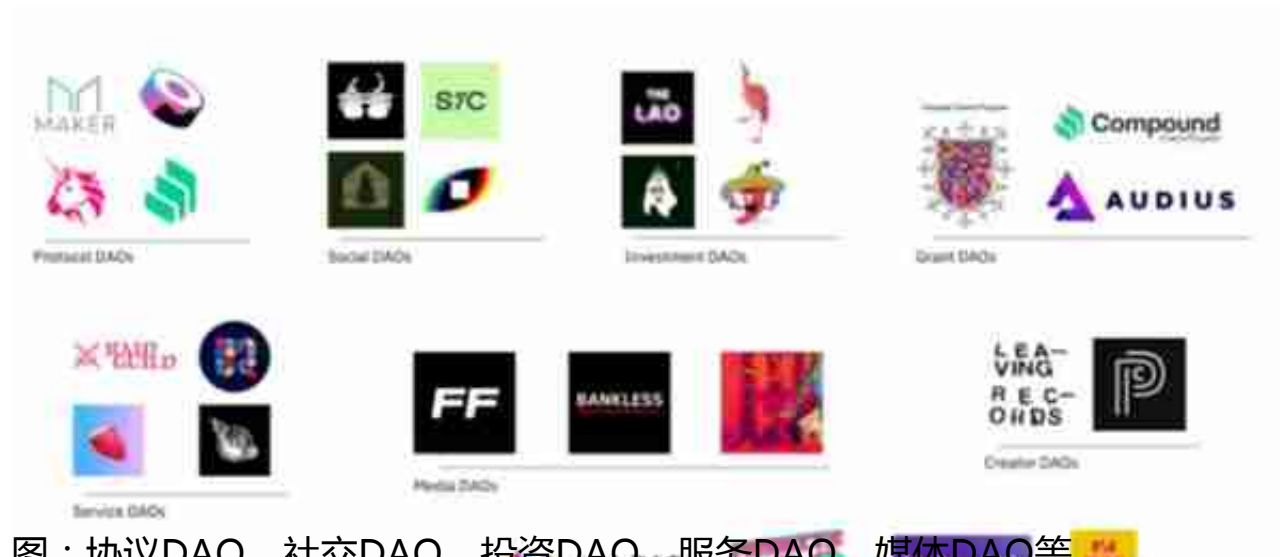 MAKER
Protocol DAOs
STC
Social DAOs
THE
LAO
Investment DAOs
Compound
AUDIUS
Grant DAOs
RAID
GUILD
Service DAOs
FF
BANKLESS
Media DAOs
LEA-
VING
REC-
ORDS
Creator DAOs
图：协议DAO、社交DAO、投资DAO、服务DAO、媒体DAO等